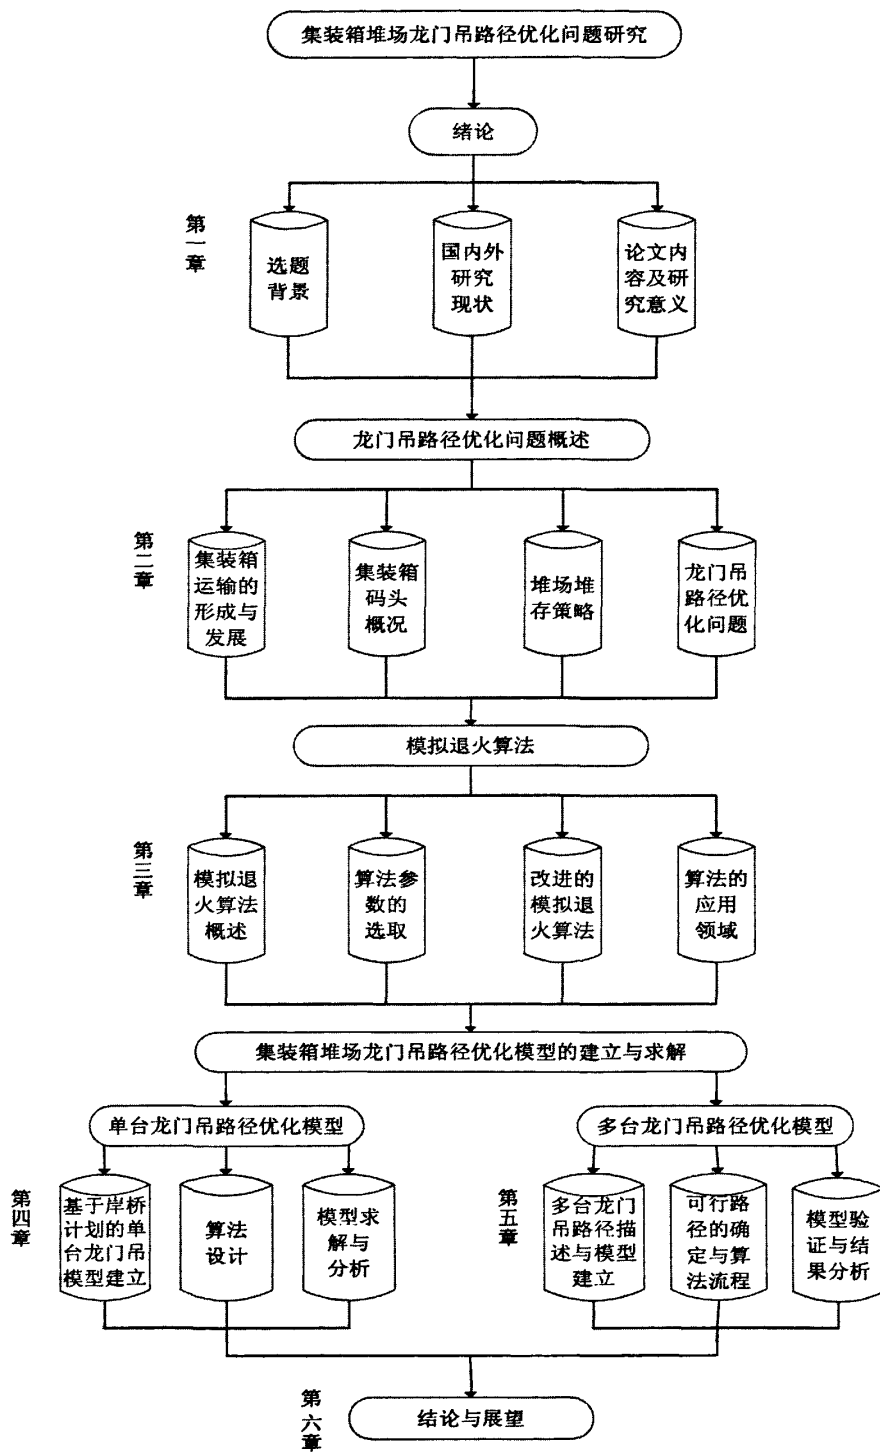 集装箱堆场龙门吊路径优化问题研究
绪论
第一章
选题
背景
国内外
研究
现状
论文内
容及研
究意义
龙门吊路径优化问题概述
第二章
集装箱
运输的
形成与
发展
集装箱
码头
概况
堆场堆
存策略
龙门吊
路径优
化问题
模拟退火算法
第三章
模拟退
火算法
概述
算法参
数的
选取
改进的
模拟退
火算法
算法的
应用
领域
集装箱堆场龙门吊路径优化模型的建立与求解
单台龙门吊路径优化模型
多台龙门吊路径优化模型
第四章
基于岸桥
计划的单
台龙门吊
模型建立
算法
设计
模型求
解与
分析
第五章
多台龙门
吊路径描
述与模型
建立
可行路
径的确
定与算
法流程
模型验
证与结
果分析
第六章
结论与展望